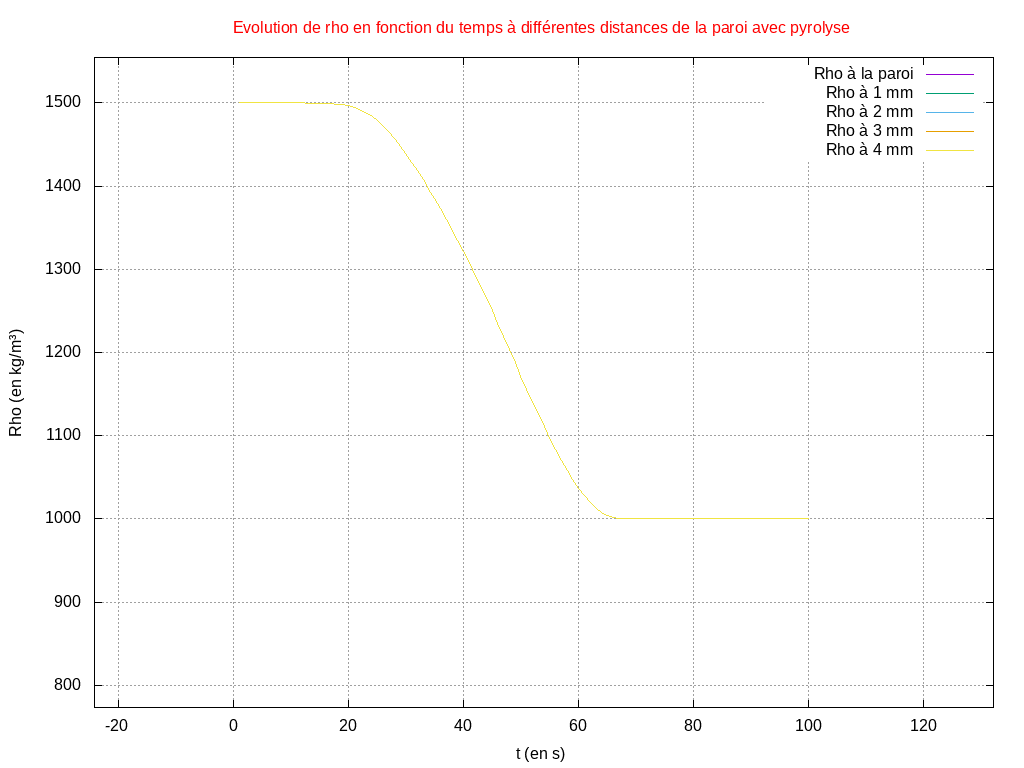 Evolution de rho en fonction du temps à différentes distances de la paroi avec pyrolyse
Rho à la paroi
Rho à 1 mm
Rho à 2 mm
Rho à 3 mm
Rho à 4 mm
1500
1400
1300
1200
1100
1000
900
800
Rho (en kg/m³)
-20 0 20 40 60 80 100 120
t (en s)